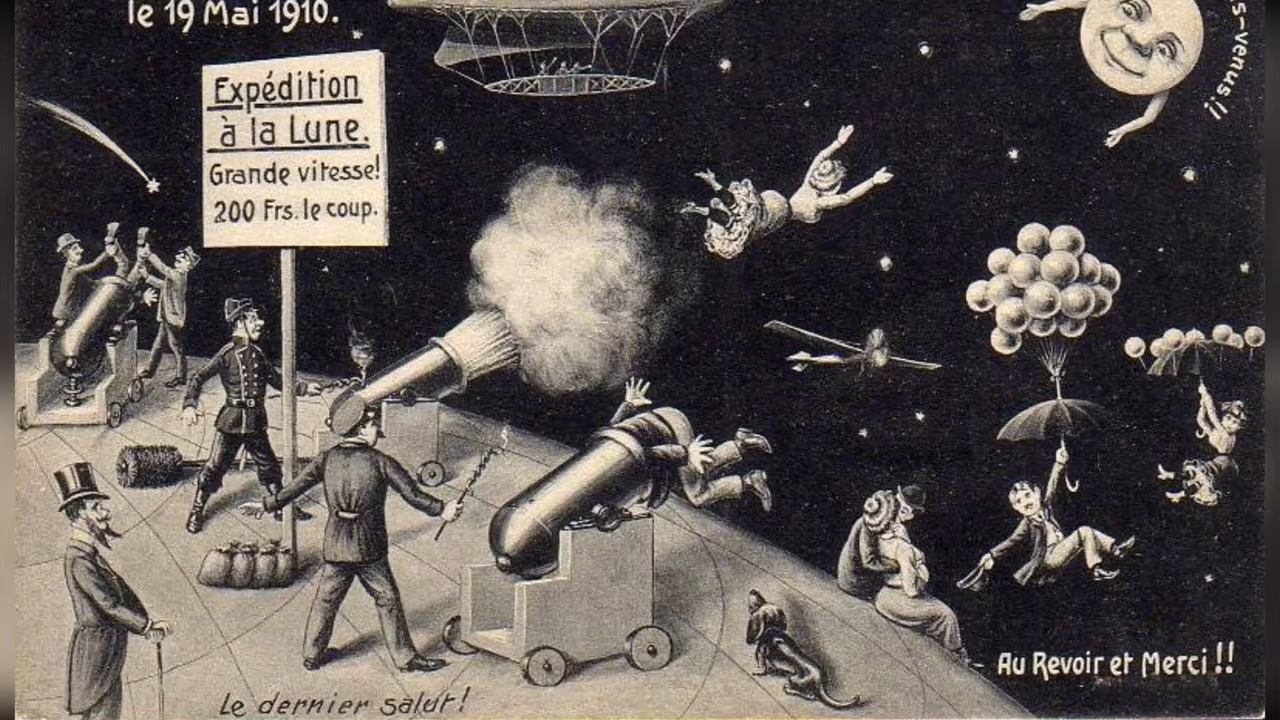 le 19 Mai 1910.
Expédition
à la Lune.
Grande vitesse!
200 Frs. le coup.
s-venus!!
Au Revoir et Merci!!
Le dernier salut!